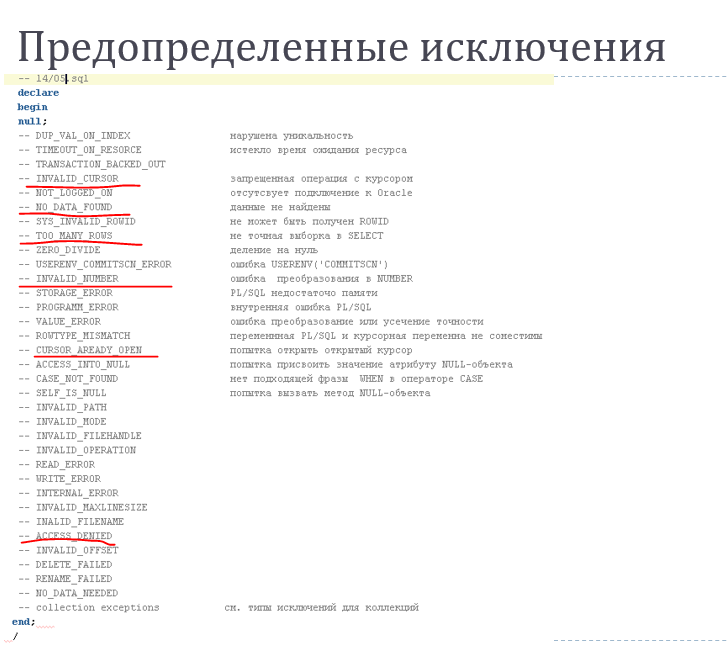 Предопределенные исключения
-- 14/05.sql
declare
begin
null;
-- DUP_VAL_ON_INDEX нарушена уникальность
-- TIMEOUT_ON_RESORCE истекло время ожидания ресурса
-- TRANSACTION_BACKED_OUT
-- INVALID_CURSOR запрещенная операция с курсором
-- NOT_LOGGED_ON отсутсвует подключение к Oracle
-- NO_DATA_FOUND данные не найдены
-- SYS_INVALID_ROWID не может быть получен ROWID
-- TOO_MANY_ROWS не точная выборка в SELECT
-- ZERO_DIVIDE деление на нуль
-- USERENV_COMMITSCN_ERROR ошибка USERENV('COMMITSCN')
-- INVALID_NUMBER ошибка преобразования в NUMBER
-- STORAGE_ERROR PL/SQL недостаточо памяти
-- PROGRAMM_ERROR внутренняя ошибка PL/SQL
-- VALUE_ERROR ошибка преобразование или усечение точности
-- ROWTYPE_MISMATCH переменнная PL/SQL и курсорная переменна не сонестимы
-- CURSOR_AREADY_OPEN попытка открыть открытый курсор
-- ACCESS_INTO_NULL попытка присвоить значение атрибуту NULL-объекта
-- CASE_NOT_FOUND нет подходящей фразы WHEN в операторе CASE
-- SELF_IS_NULL попытка вызвать метод NULL-объекта
-- INVALID_PATH
-- INVALID_MODE
-- INVALID_FILEHANDLE
-- INVALID_OPERATION
-- READ_ERROR
-- WRITE_ERROR
-- INTERNAL_ERROR
-- INVALID_MAXLINESIZE
-- INALID_FILENAME
-- ACCESS_DENIED
-- INVALID_OFFSET
-- DELETE_FAILED
-- RENAME_FAILED
-- NO_DATA_NEEDED
-- collection exceptions см. типы исключений для коллекций
end;
/